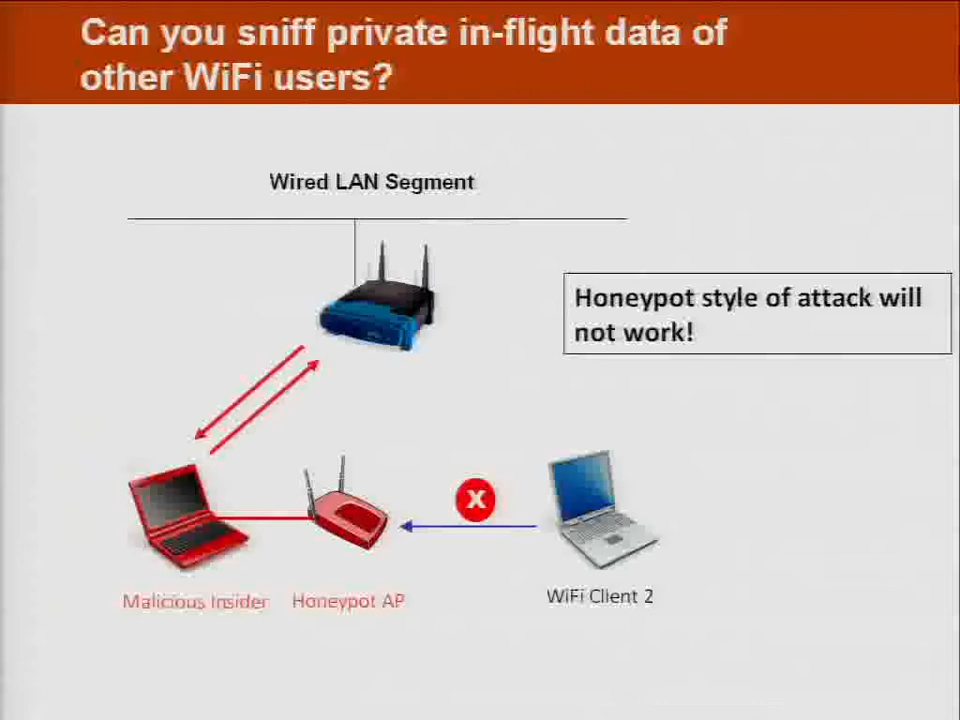 Can you sniff private in-flight data of
other WiFi users?
Wired LAN Segment
Honeypot style of attack will
not work!
X
Malicious Insider
Honeypot AP
WiFi Client 2